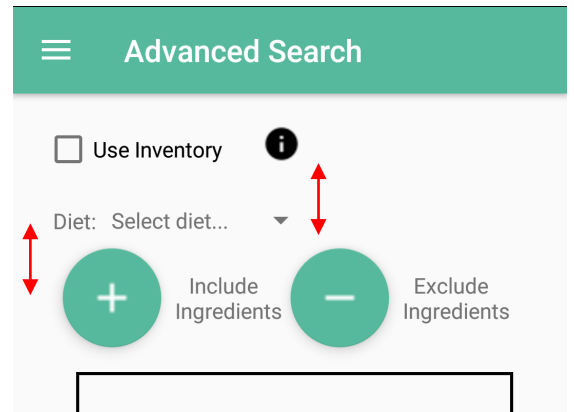 Advanced Search
Use Inventory
Diet: Select diet...
Include
Ingredients
Exclude
Ingredients